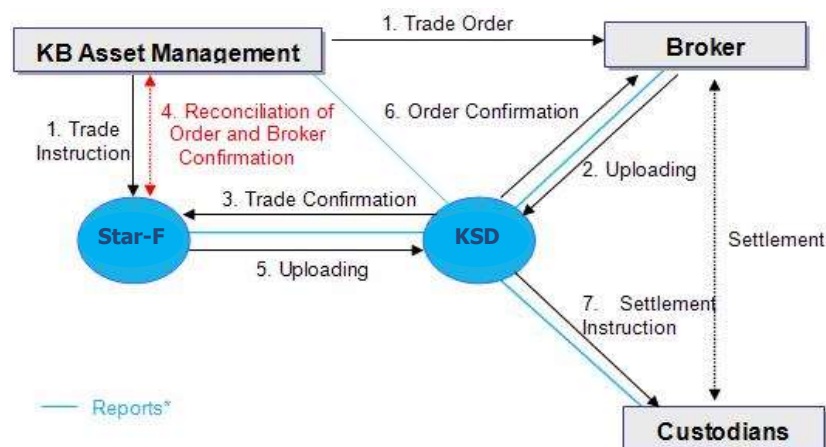 1. Trade Order
KB Asset Management
Broker
4. Reconciliation of
Order and Broker
Confirmation
6. Order Confirmation
1. Trade
Instruction
2. Uploading
3. Trade Confirmation
Star-F
KSD
Settlement
5. Uploading
7. Settlement
Instruction
Reports*
Custodians